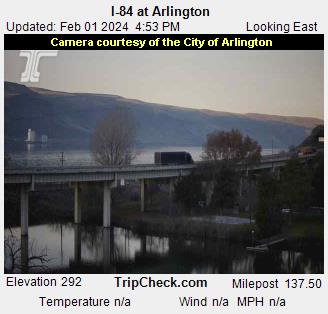 I-84 at Arlington
Updated: Feb 01 2024 4:53 PM Looking East
Camera courtesy of the City of Arlington
Elevation 292 TripCheck.com Milepost 137.50
Temperature n/a Wind n/a MPH n/a